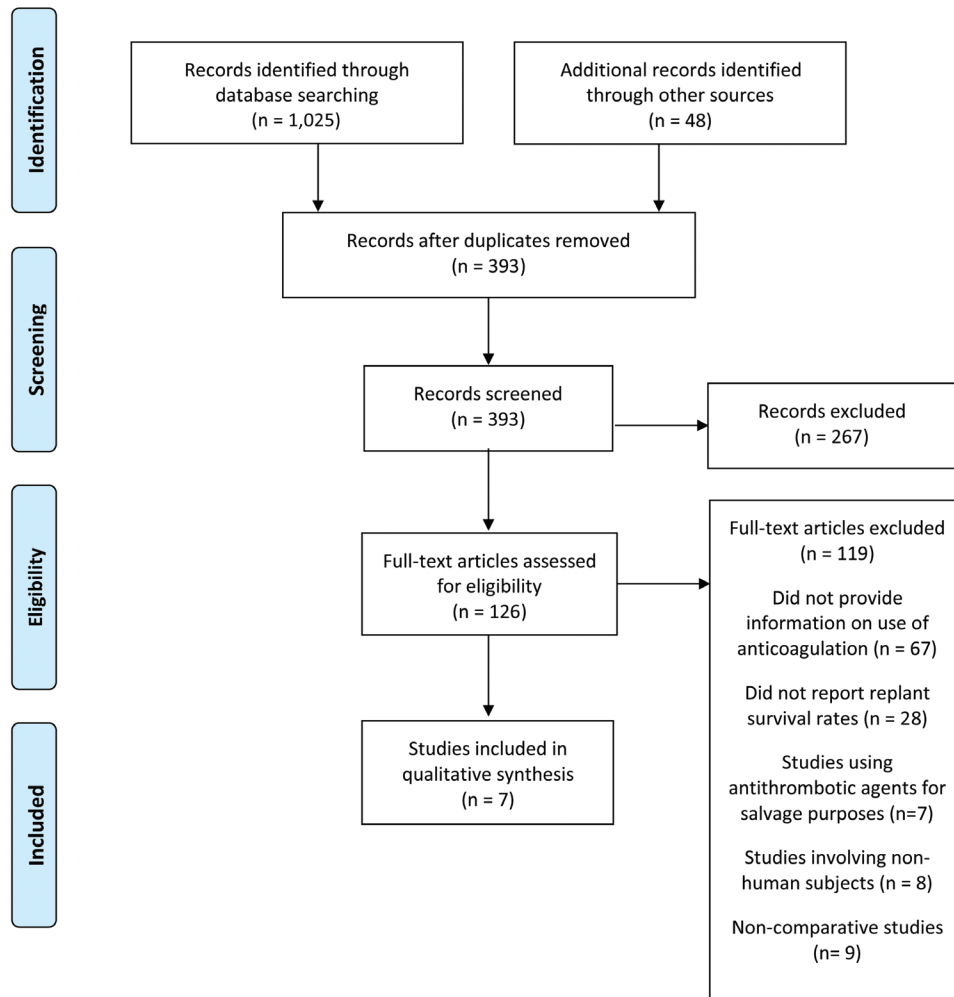 Identification
Records identified through
database searching
(n = 1,025)
Additional records identified
through other sources
(n = 48)
Records after duplicates removed
(n = 393)
Screening
Records screened
(n = 393)
Records excluded
(n = 267)
Eligibility
Full-text articles assessed
for eligibility
(n = 126)
Full-text articles excluded
(n = 119)
Did not provide
information on use of
anticoagulation (n = 67)
Did not report replant
survival rates (n = 28)
Studies using
antithrombotic agents for
salvage purposes (n=7)
Studies involving non-
human subjects (n = 8)
Non-comparative studies
(n= 9)
Included
Studies included in
qualitative synthesis
(n = 7)